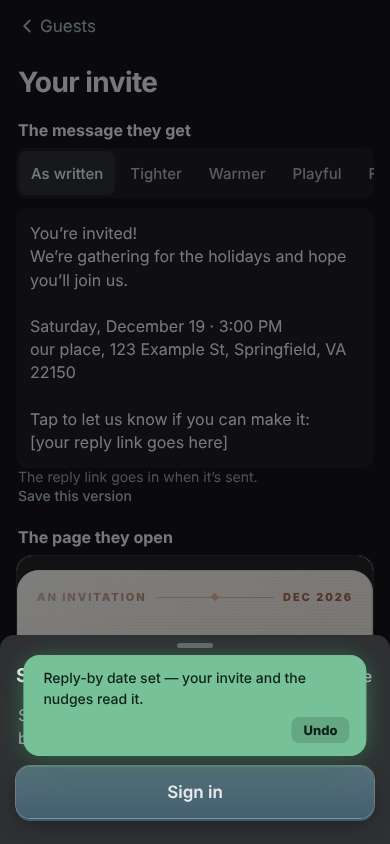 Guests
Your invite
The message they get
As written Tighter Warmer Playful
You’re invited!
We’re gathering for the holidays and hope
you’ll join us.
Saturday, December 19 · 3:00 PM
our place, 123 Example St, Springfield, VA
22150
Tap to let us know if you can make it:
[your reply link goes here]
The reply link goes in when it’s sent.
Save this version
The page they open
AN INVITATION DEC 2026
Reply-by date set — your invite and the
nudges read it.
Undo
Sign in